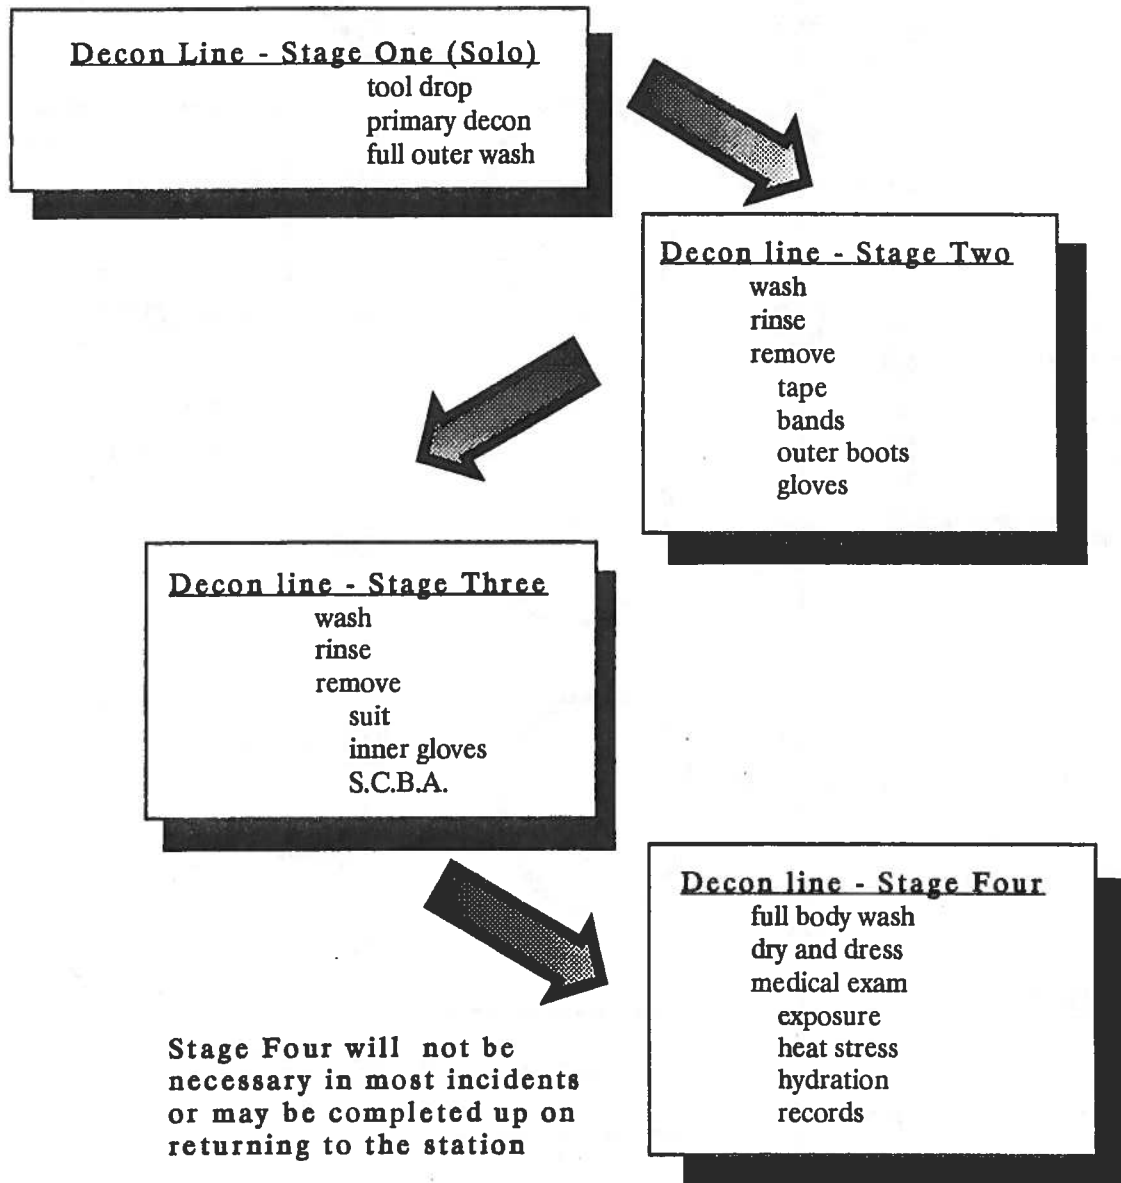 Decon Line - Stage One (Solo)
tool drop
primary decon
full outer wash
Decon line - Stage Two
wash
rinse
remove
tape
bands
outer boots
gloves
Decon line - Stage Three
wash
rinse
remove
suit
inner gloves
S.C.B.A.
Decon line - Stage Four
full body wash
dry and dress
medical exam
exposure
heat stress
hydration
records
Stage Four will not be
necessary in most incidents
or may be completed up on
returning to the station